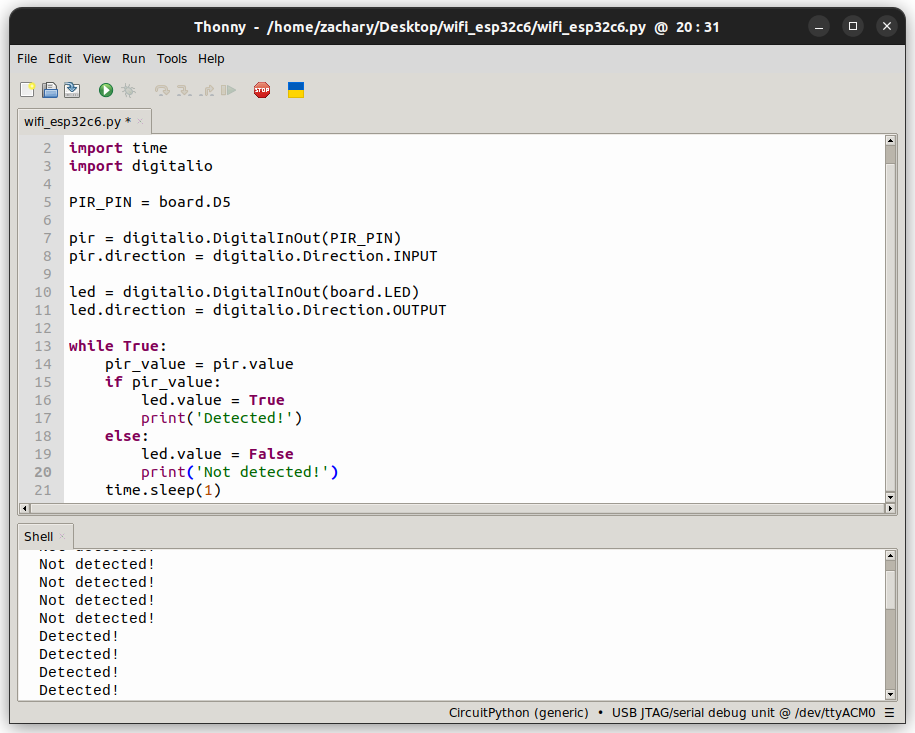 Thonny - /home/zachary/Desktop/wifi_esp32c6/wifi_esp32c6.py @ 20:31
File Edit View Run Tools Help
STOP
wifi_esp32c6.py *
2 import time
3 import digitalio
4
5 PIR_PIN = board.D5
6
7 pir = digitalio.DigitalInOut(PIR_PIN)
8 pir.direction = digitalio.Direction.INPUT
9
10 led = digitalio.DigitalInOut(board.LED)
11 led.direction = digitalio.Direction.OUTPUT
12
13 while True:
14     pir_value = pir.value
15     if pir_value:
16         led.value = True
17         print('Detected!')
18     else:
19         led.value = False
20         print('Not detected!')
21     time.sleep(1)
Shell
Not detected!
Not detected!
Not detected!
Not detected!
Detected!
Detected!
Detected!
Detected!
CircuitPython (generic) • USB JTAG/serial debug unit @ /dev/ttyACM0 ☰